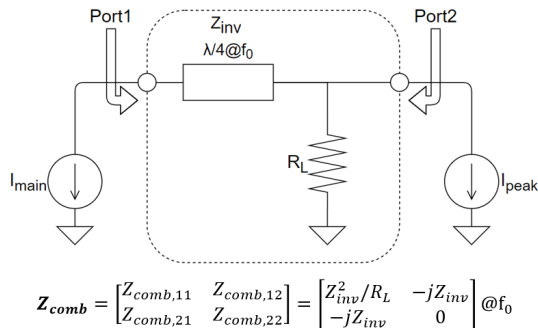 Port1
Z_inv
λ/4@f_0
Port2
R_L
I_main
I_peak
Z_comb = [Z_comb,11 Z_comb,12; Z_comb,21 Z_comb,22] = [Z_inv^2/R_L −jZ_inv; −jZ_inv 0] @f_0